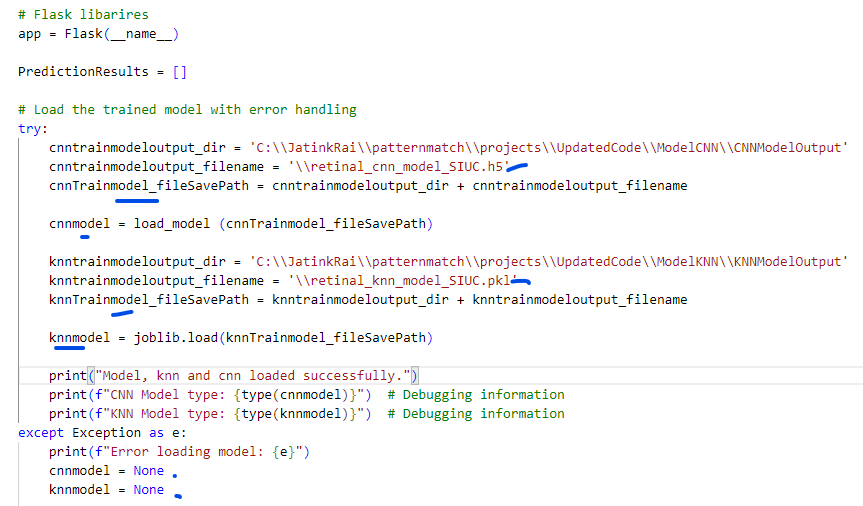 # Flask libarires
app = Flask(__name__)
PredictionResults = []
# Load the trained model with error handling
try:
    cnntrainmodeloutput_dir = 'C:\\JatinkRai\\patternmatch\\projects\\UpdatedCode\\ModelCNN\\CNNModelOutput'
    cnntrainmodeloutput_filename = '\\retinal_cnn_model_SIUC.h5'
    cnnTrainmodel_fileSavePath = cnntrainmodeloutput_dir + cnntrainmodeloutput_filename
    cnnmodel = load_model (cnnTrainmodel_fileSavePath)
    knntrainmodeloutput_dir = 'C:\\JatinkRai\\patternmatch\\projects\\UpdatedCode\\ModelKNN\\KNNModelOutput'
    knntrainmodeloutput_filename = '\\retinal_knn_model_SIUC.pkl'
    knnTrainmodel_fileSavePath = knntrainmodeloutput_dir + knntrainmodeloutput_filename
    knnmodel = joblib.load(knnTrainmodel_fileSavePath)
    print("Model, knn and cnn loaded successfully.")
    print(f"CNN Model type: {type(cnnmodel)}")  # Debugging information
    print(f"KNN Model type: {type(knnmodel)}")  # Debugging information
except Exception as e:
    print(f"Error loading model: {e}")
    cnnmodel = None
    knnmodel = None